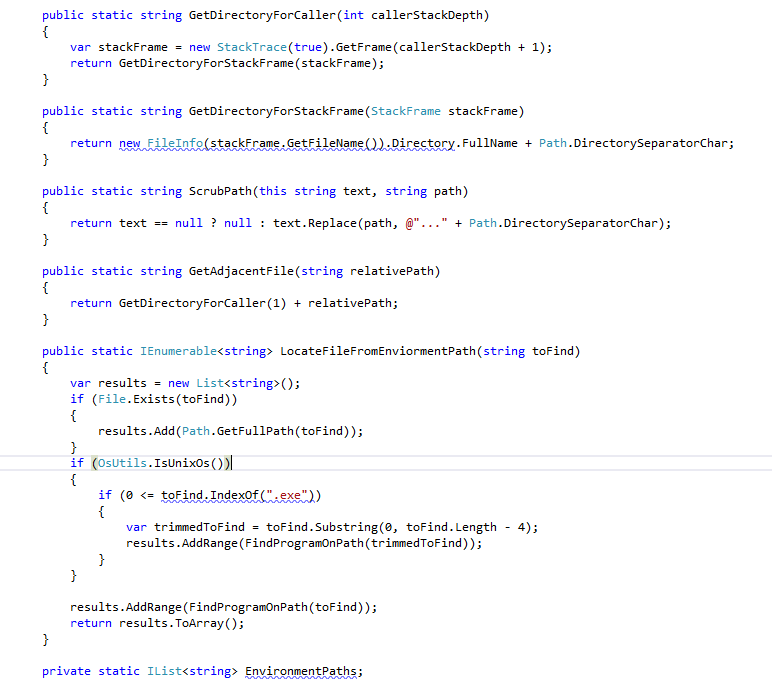 public static string GetDirectoryForCaller(int callerStackDepth)
{
var stackFrame = new StackTrace(true).GetFrame(callerStackDepth + 1);
return GetDirectoryForStackFrame(stackFrame);
}
public static string GetDirectoryForStackFrame(StackFrame stackFrame)
{
return new FileInfo(stackFrame.GetFileName()).Directory.FullName + Path.DirectorySeparatorChar;
}
public static string ScrubPath(this string text, string path)
{
return text == null ? null : text.Replace(path, @"..." + Path.DirectorySeparatorChar);
}
public static string GetAdjacentFile(string relativePath)
{
return GetDirectoryForCaller(1) + relativePath;
}
public static IEnumerable<string> LocateFileFromEnviormentPath(string toFind)
{
var results = new List<string>();
if (File.Exists(toFind))
{
results.Add(Path.GetFullPath(toFind));
}
if (OsUtils.IsUnixOs())
{
if (0 <= toFind.IndexOf(".exe"))
{
var trimmedToFind = toFind.Substring(0, toFind.Length - 4);
results.AddRange(FindProgramOnPath(trimmedToFind));
}
}
results.AddRange(FindProgramOnPath(toFind));
return results.ToArray();
}
private static IList<string> EnvironmentPaths;